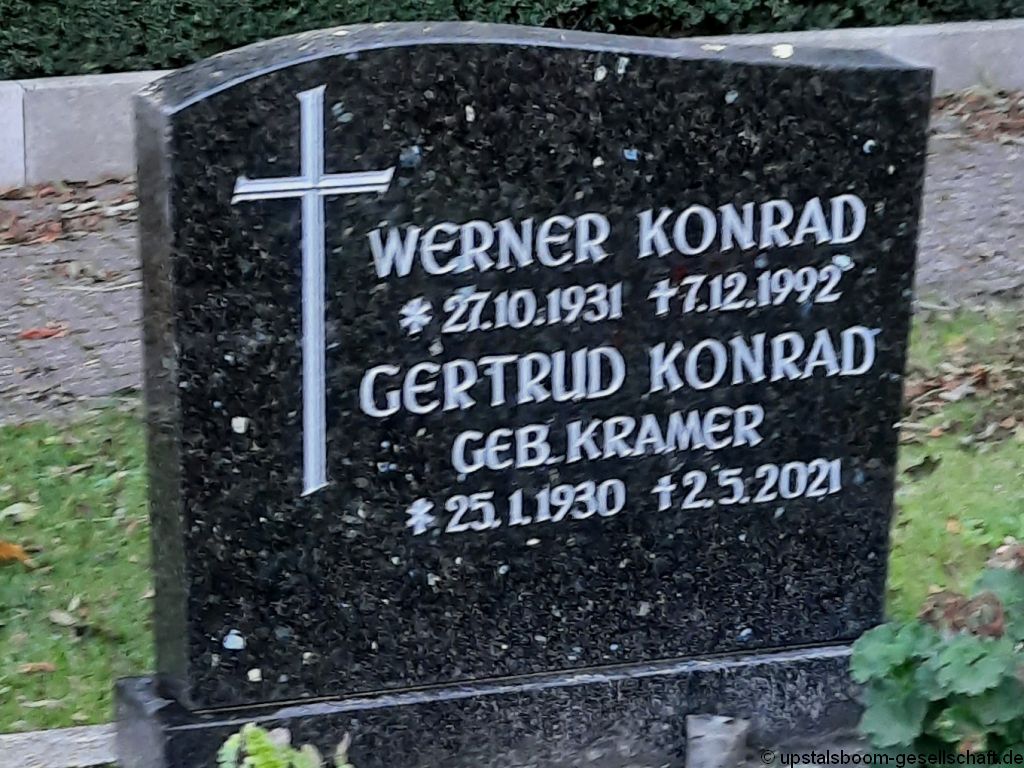 WERNER KONRAD
* 27.10.1931 †7.12.1992
GERTRUD KONRAD
GEB. KRAMER
* 25.1.1930 †2.5.2021
© upstalsboom-gesellschaft.de